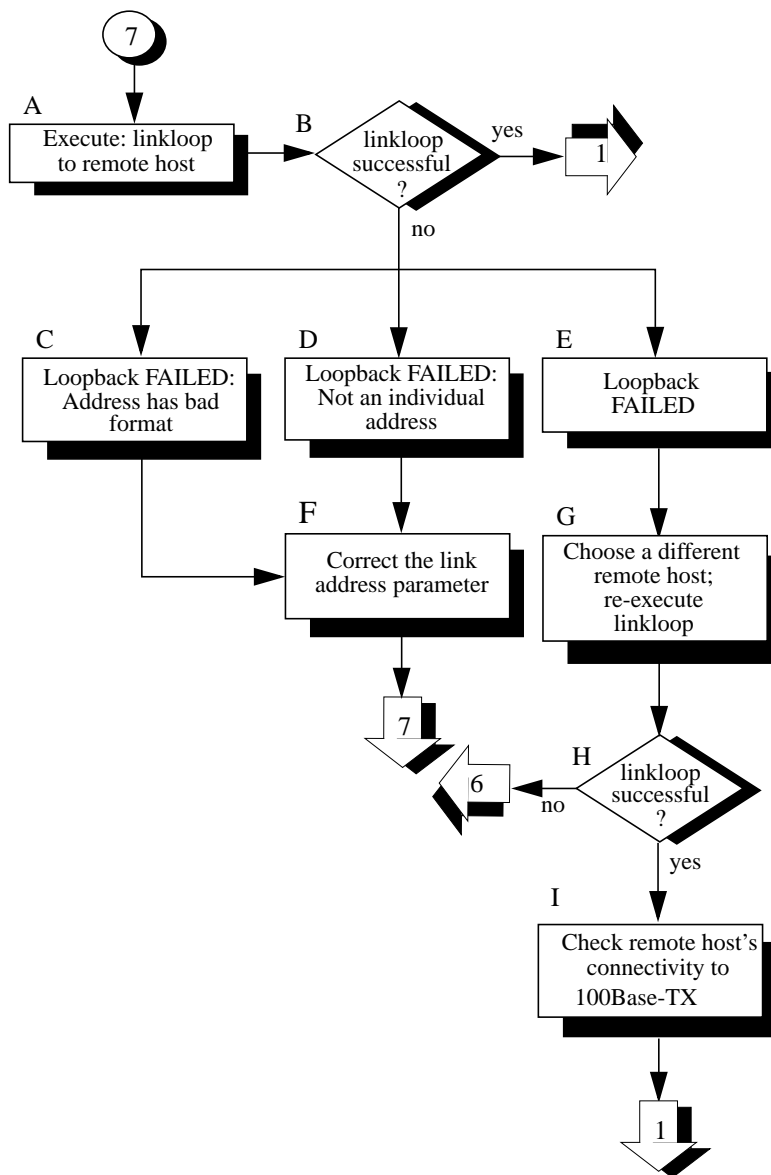 7
A
Execute: linkloop
to remote host
B
linkloop
successful
?
yes
1
no
C
Loopback FAILED:
Address has bad
format
D
Loopback FAILED:
Not an individual
address
E
Loopback
FAILED
F
Correct the link
address parameter
G
Choose a different
remote host;
re-execute
linkloop
7
6
no
H
linkloop
successful
?
yes
I
Check remote host's
connectivity to
100Base-TX
1